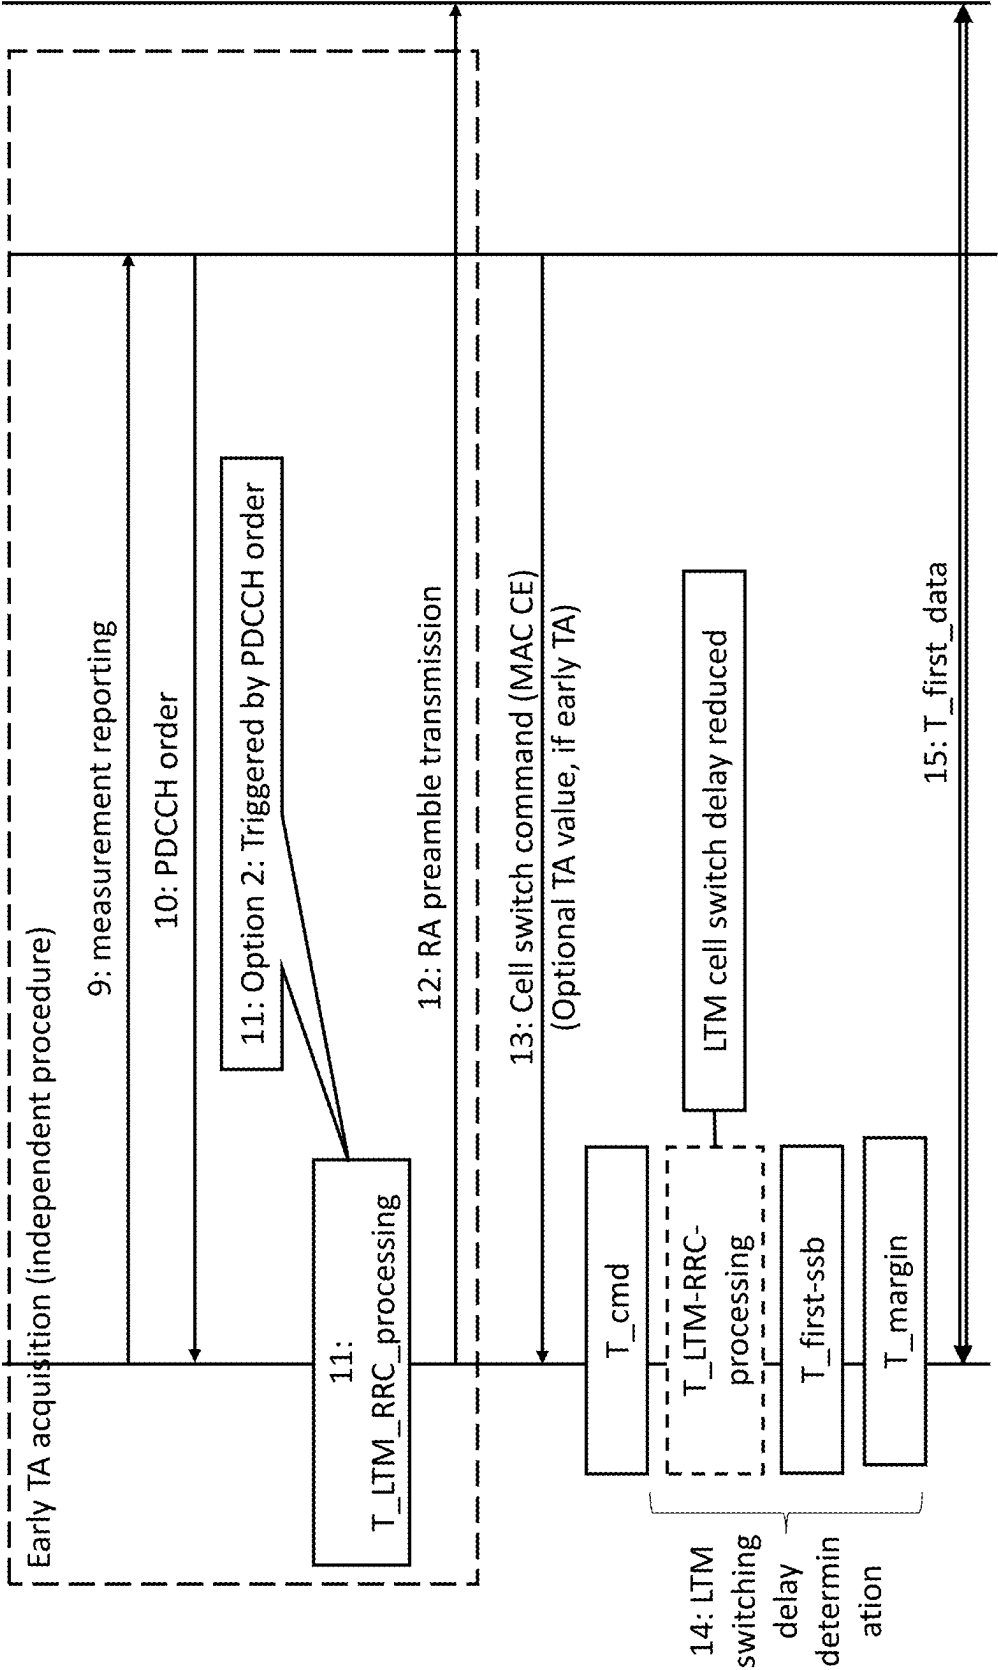 Early TA acquisition (independent procedure)
9: measurement reporting
10: PDCCH order
11: Option 2: Triggered by PDCCH order
11:
T_LTM_RRC_processing
12: RA preamble transmission
13: Cell switch command (MAC CE)
(Optional TA value, if early TA)
T_cmd
T_LTM-RRC-
processing
LTM cell switch delay reduced
T_first-ssb
T_margin
14: LTM
switching
delay
determin
ation
15: T_first_data